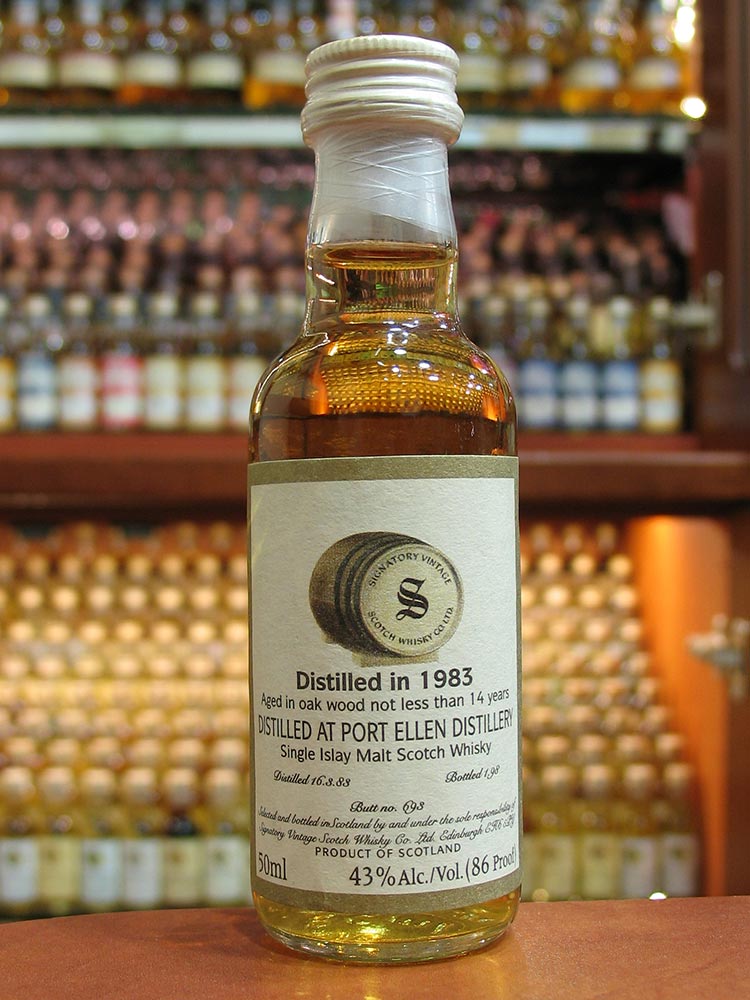 SIGNATORY VINTAGE
S
SCOTCH WHISKY CO LTD.
Distilled in 1983
Aged in oak wood not less than 14 years
DISTILLED AT PORT ELLEN DISTILLERY
Single Islay Malt Scotch Whisky
Distilled 16.3.83 Bottled 1.98
Butt no. 693
Selected and bottled in Scotland by and under the sole responsibility of
Signatory Vintage Scotch Whisky Co. Ltd. Edinburgh EH6
PRODUCT OF SCOTLAND
50ml 43% Alc./Vol. (86 Proof)